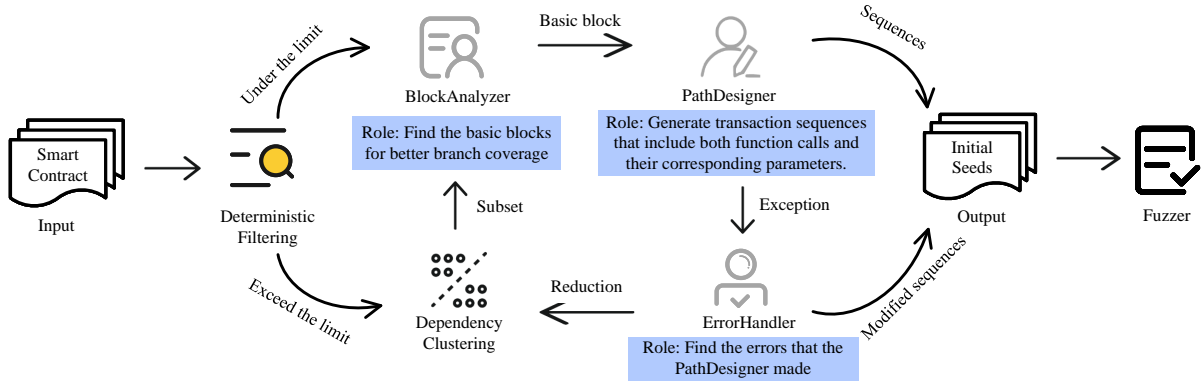 Smart
Contract
Input
Deterministic
Filtering
Under the limit
Exceed the limit
BlockAnalyzer
Role: Find the basic blocks
for better branch coverage
Subset
Dependency
Clustering
Basic block
PathDesigner
Role: Generate transaction sequences
that include both function calls and
their corresponding parameters.
Exception
Reduction
ErrorHandler
Role: Find the errors that the
PathDesigner made
Sequences
Modified sequences
Initial
Seeds
Output
Fuzzer